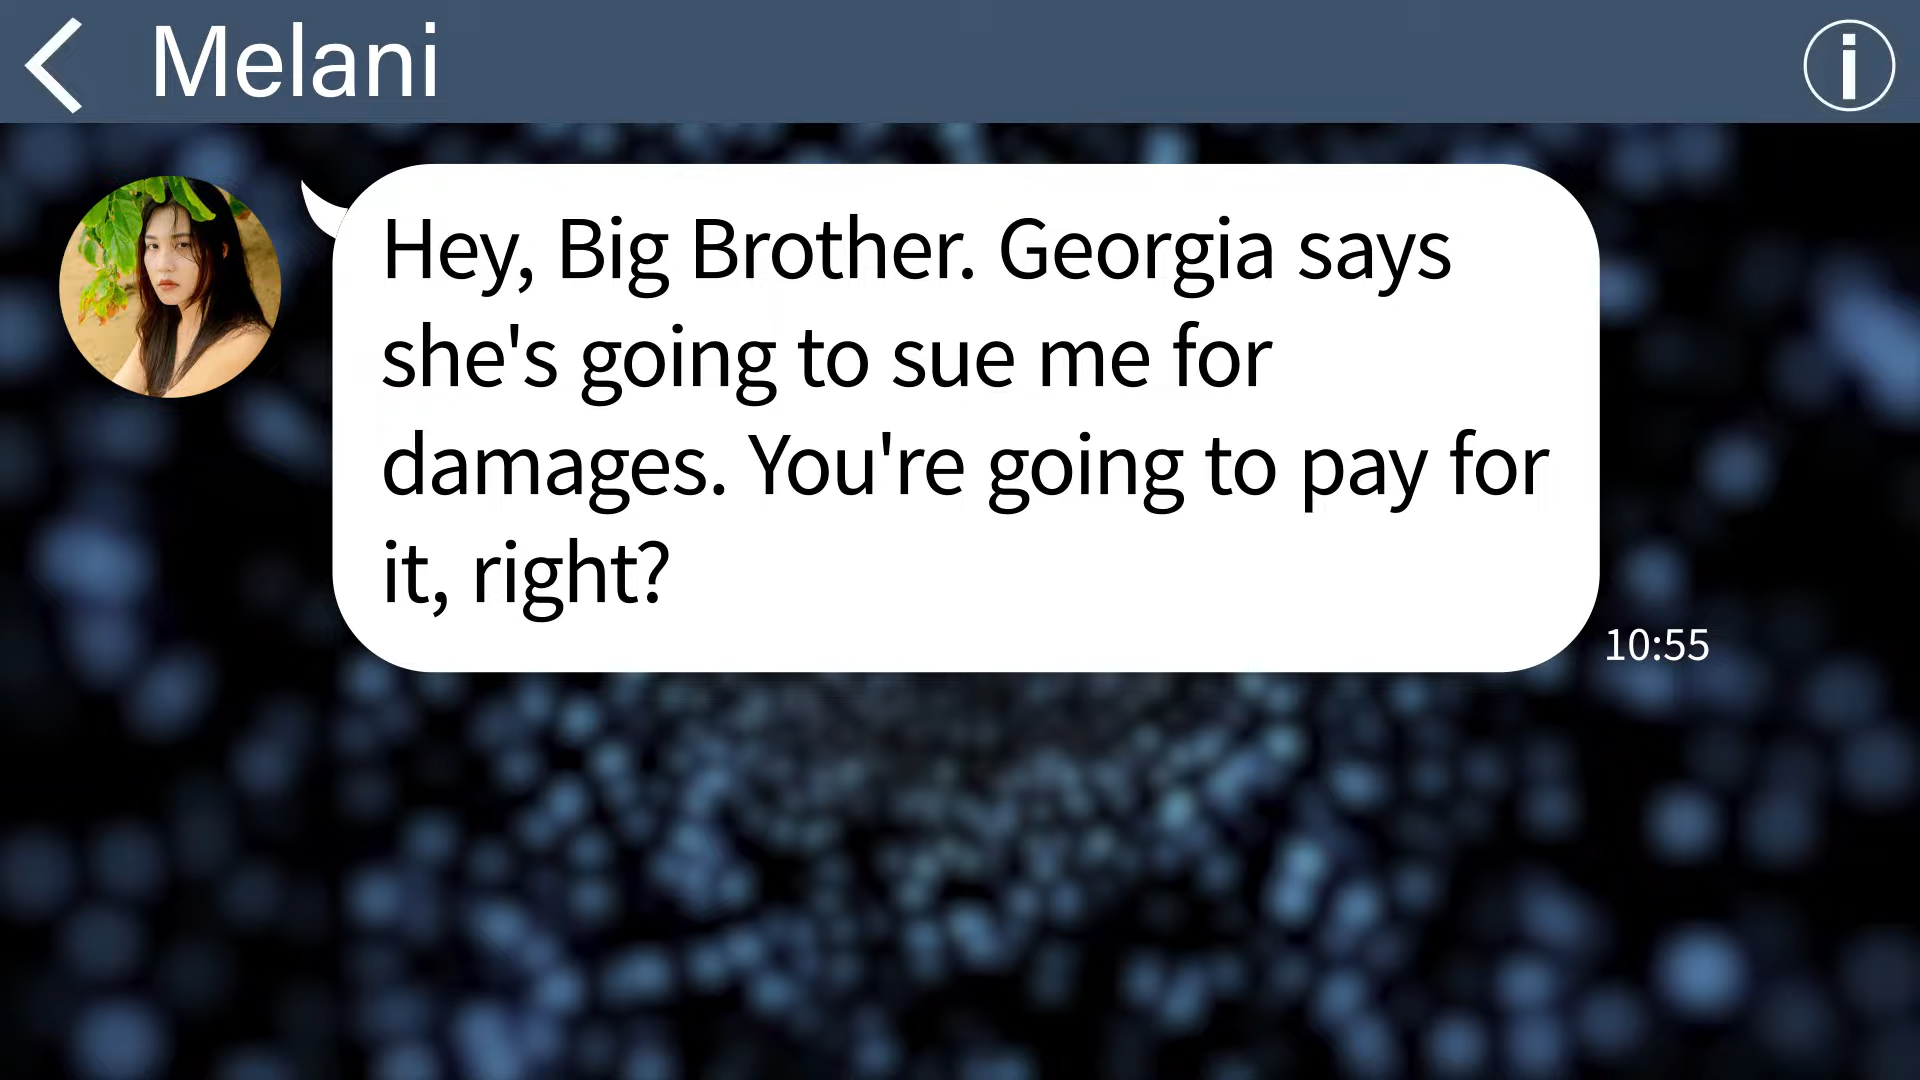 Melani
Hey, Big Brother. Georgia says
she's going to sue me for
damages. You're going to pay for
it, right?
10:55